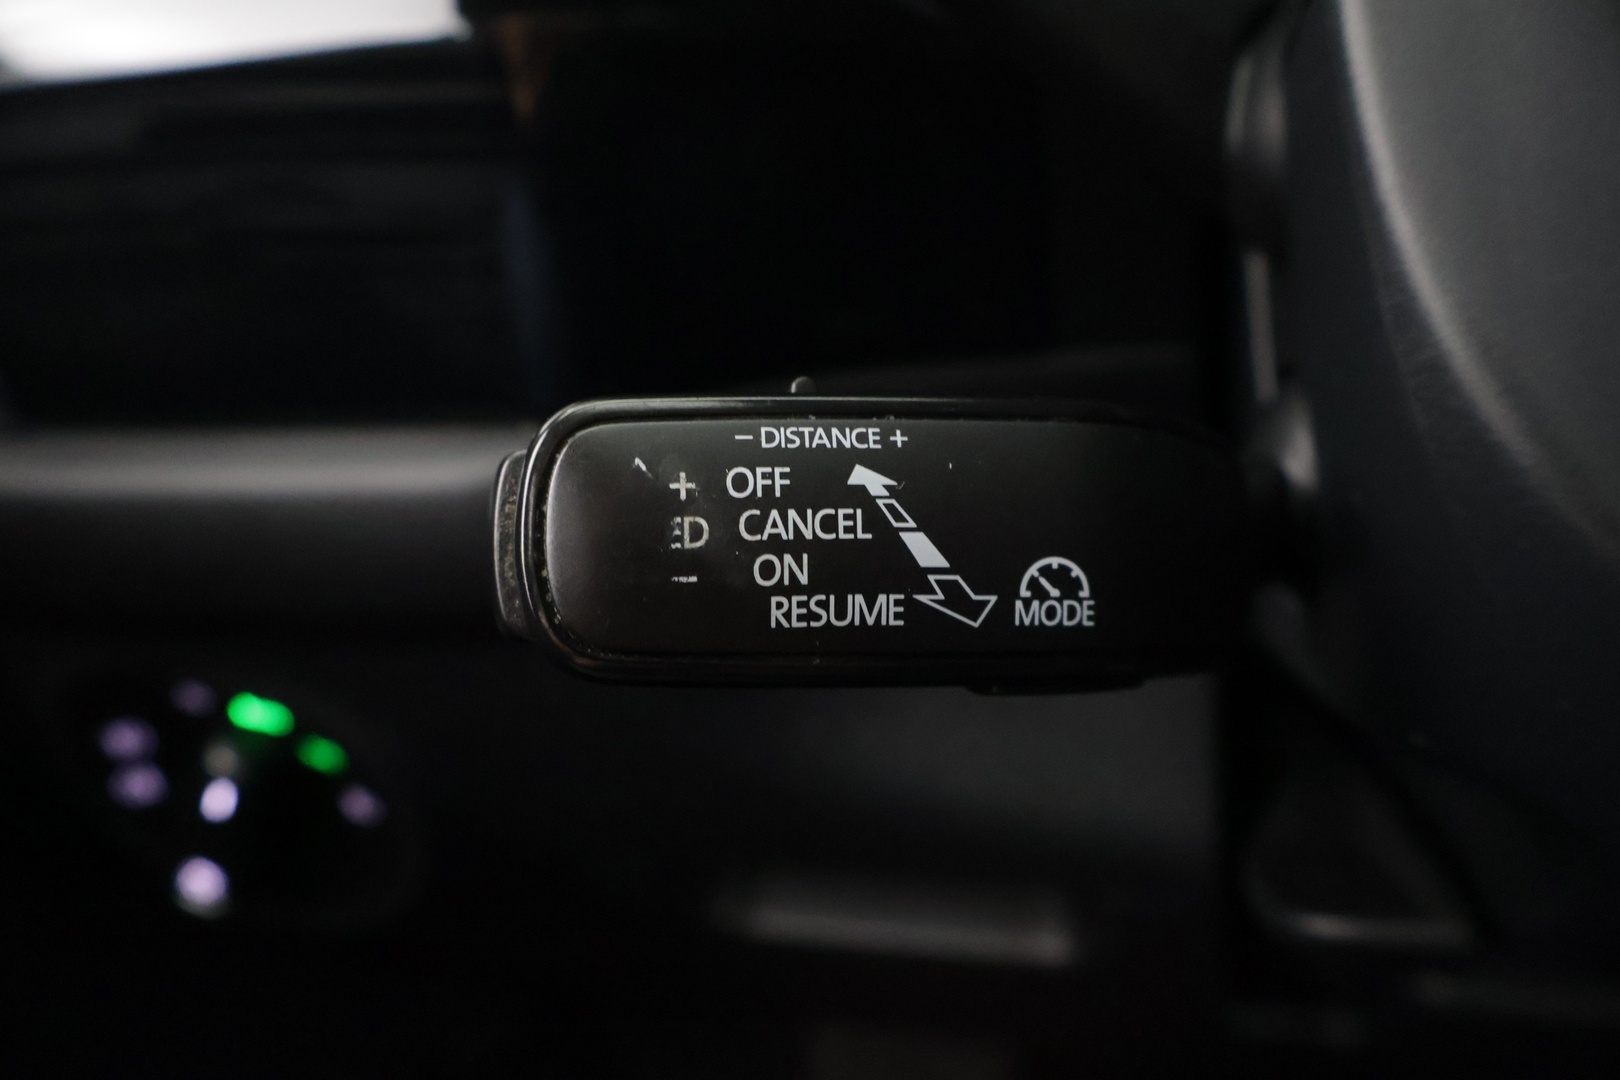 – DISTANCE +
+ OFF
CANCEL
– ON
RESUME
MODE